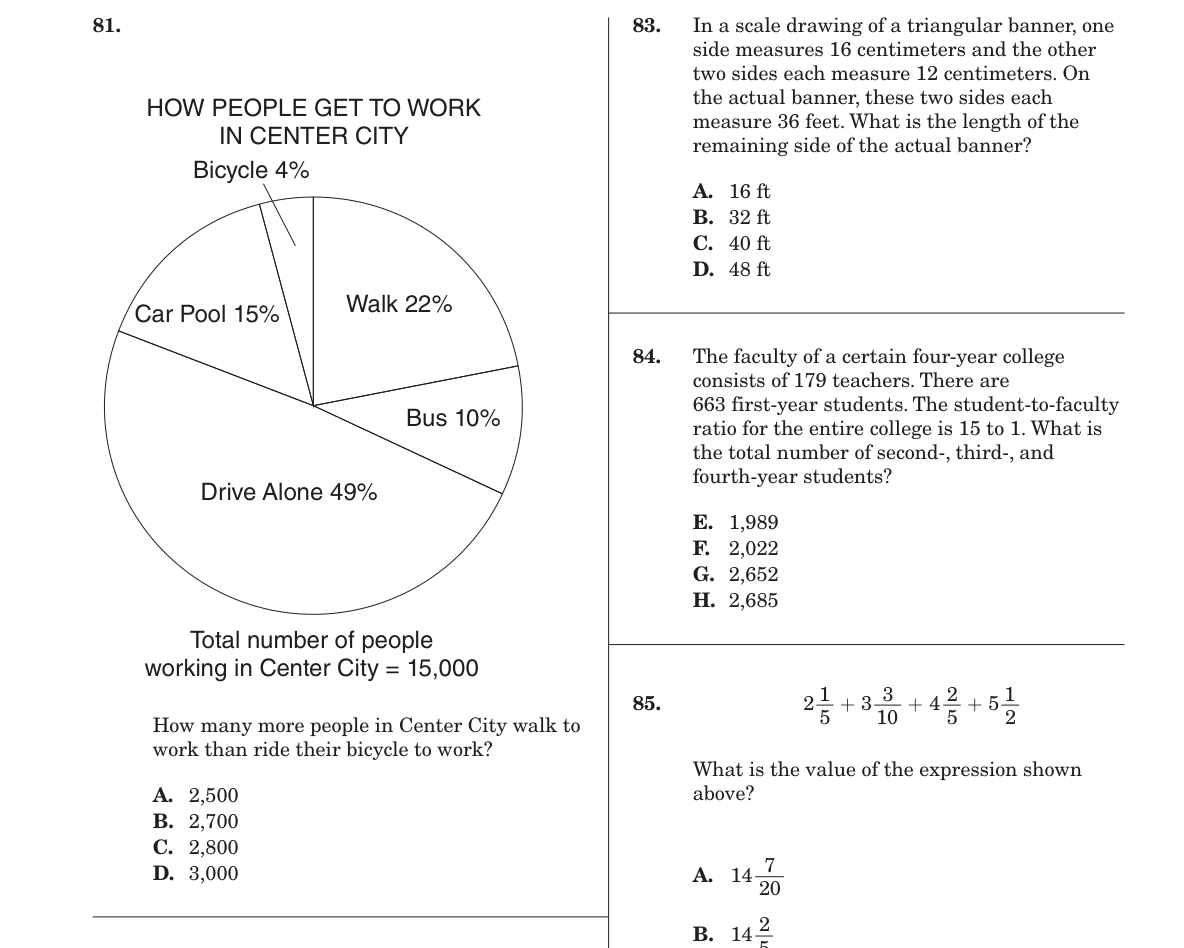 81.
HOW PEOPLE GET TO WORK
IN CENTER CITY
Bicycle 4%
Walk 22%
Car Pool 15%
Bus 10%
Drive Alone 49%
Total number of people
working in Center City = 15,000
How many more people in Center City walk to
work than ride their bicycle to work?
A. 2,500
B. 2,700
C. 2,800
D. 3,000
83. In a scale drawing of a triangular banner, one
side measures 16 centimeters and the other
two sides each measure 12 centimeters. On
the actual banner, these two sides each
measure 36 feet. What is the length of the
remaining side of the actual banner?
A. 16 ft
B. 32 ft
C. 40 ft
D. 48 ft
84. The faculty of a certain four-year college
consists of 179 teachers. There are
663 first-year students. The student-to-faculty
ratio for the entire college is 15 to 1. What is
the total number of second-, third-, and
fourth-year students?
E. 1,989
F. 2,022
G. 2,652
H. 2,685
85. 2 1/5 + 3 3/10 + 4 2/5 + 5 1/2
What is the value of the expression shown
above?
A. 14 7/20
B. 14 2/5